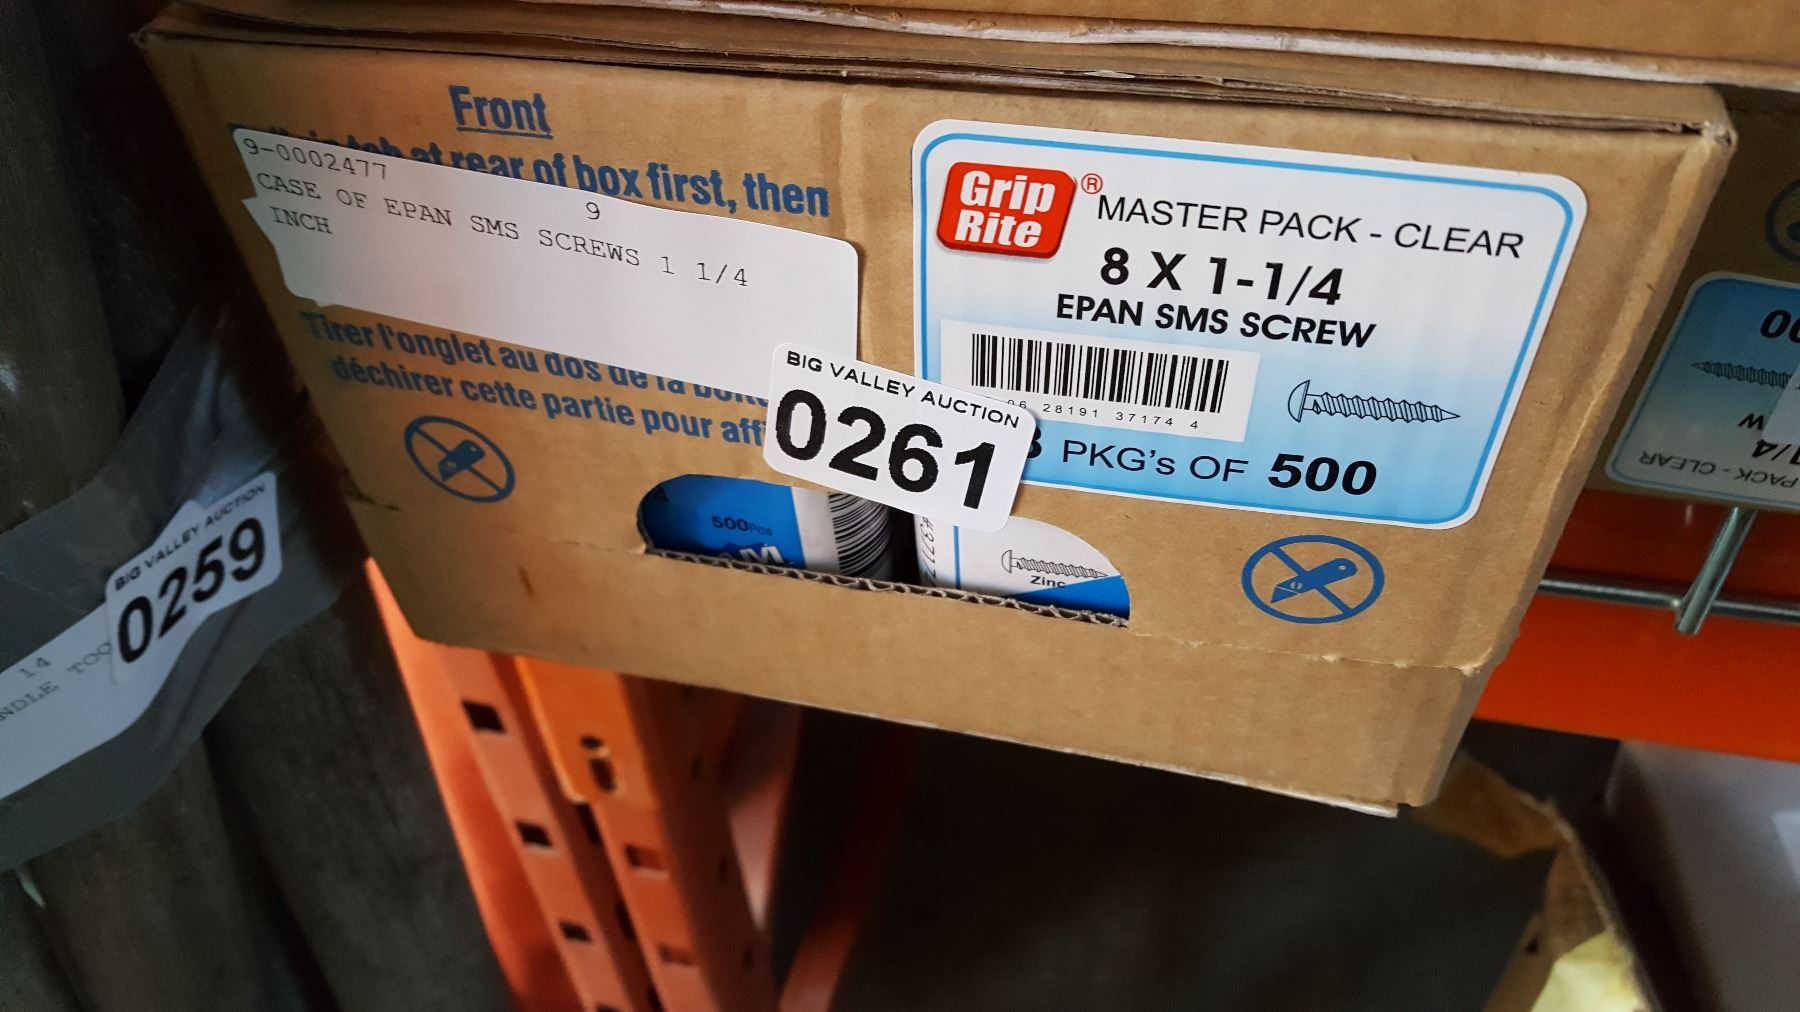 Front
at rear of box first, then
9-0002477
9
CASE OF EPAN SMS SCREWS 1 1/4
INCH
Tirer l'onglet au dos de la
déchirer cette partie pour
Grip
Rite®
MASTER PACK - CLEAR
8 X 1-1/4
EPAN SMS SCREW
28191 37174 4
PKG's OF 500
BIG VALLEY AUCTION
0261
500Pcs
Zinc
BIG VALLEY AUCTION
0259
14
PACK - CLEAR